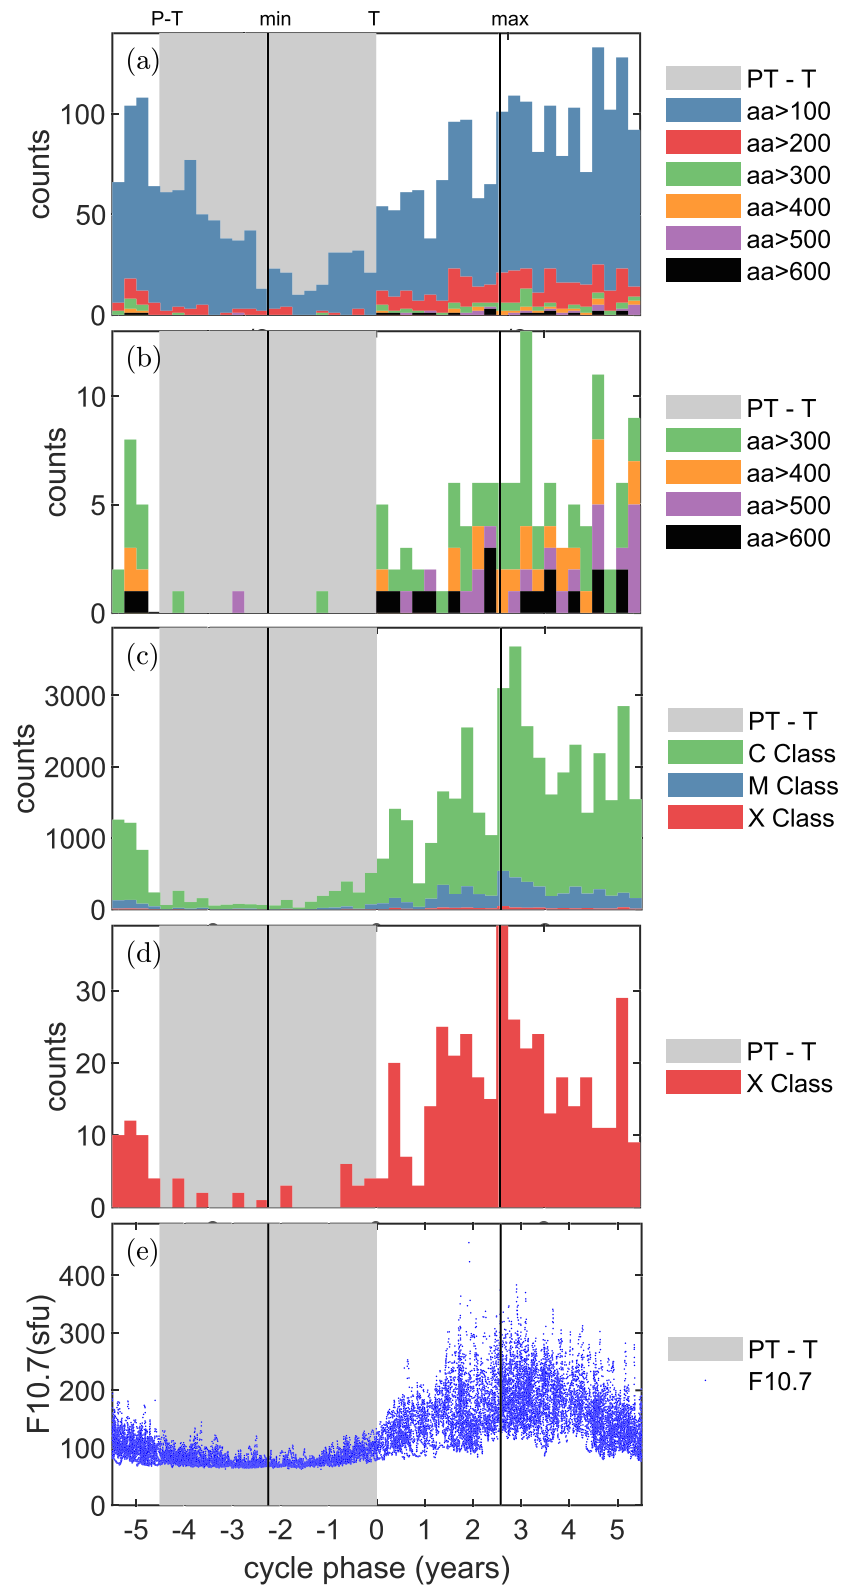 P-T min T max
(a)
100
50
0
counts
PT - T
aa>100
aa>200
aa>300
aa>400
aa>500
aa>600
(b)
10
5
0
counts
PT - T
aa>300
aa>400
aa>500
aa>600
(c)
3000
2000
1000
0
counts
PT - T
C Class
M Class
X Class
(d)
30
20
10
0
counts
PT - T
X Class
(e)
400
300
200
100
0
F10.7(sfu)
PT - T
F10.7
-5 -4 -3 -2 -1 0 1 2 3 4 5
cycle phase (years)